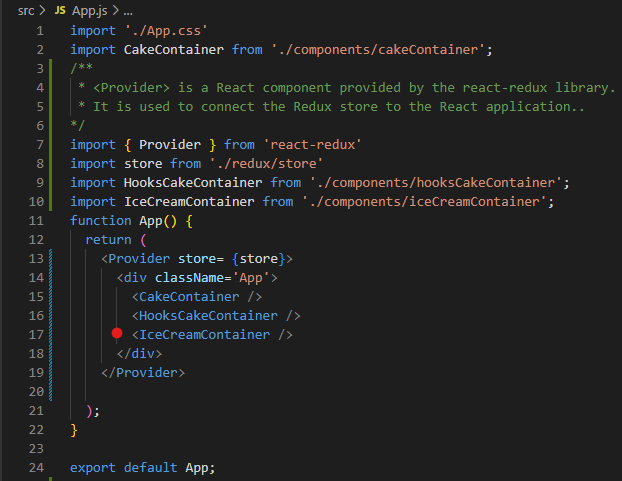 src > JS App.js > ...
1 import './App.css'
2 import CakeContainer from './components/cakeContainer';
3 /**
4 * <Provider> is a React component provided by the react-redux library.
5 * It is used to connect the Redux store to the React application..
6 */
7 import { Provider } from 'react-redux'
8 import store from './redux/store'
9 import HooksCakeContainer from './components/hooksCakeContainer';
10 import IceCreamContainer from './components/iceCreamContainer';
11 function App() {
12 return (
13 <Provider store= {store}>
14 <div className='App'>
15 <CakeContainer />
16 <HooksCakeContainer />
17 <IceCreamContainer />
18 </div>
19 </Provider>
20
21 );
22 }
23
24 export default App;